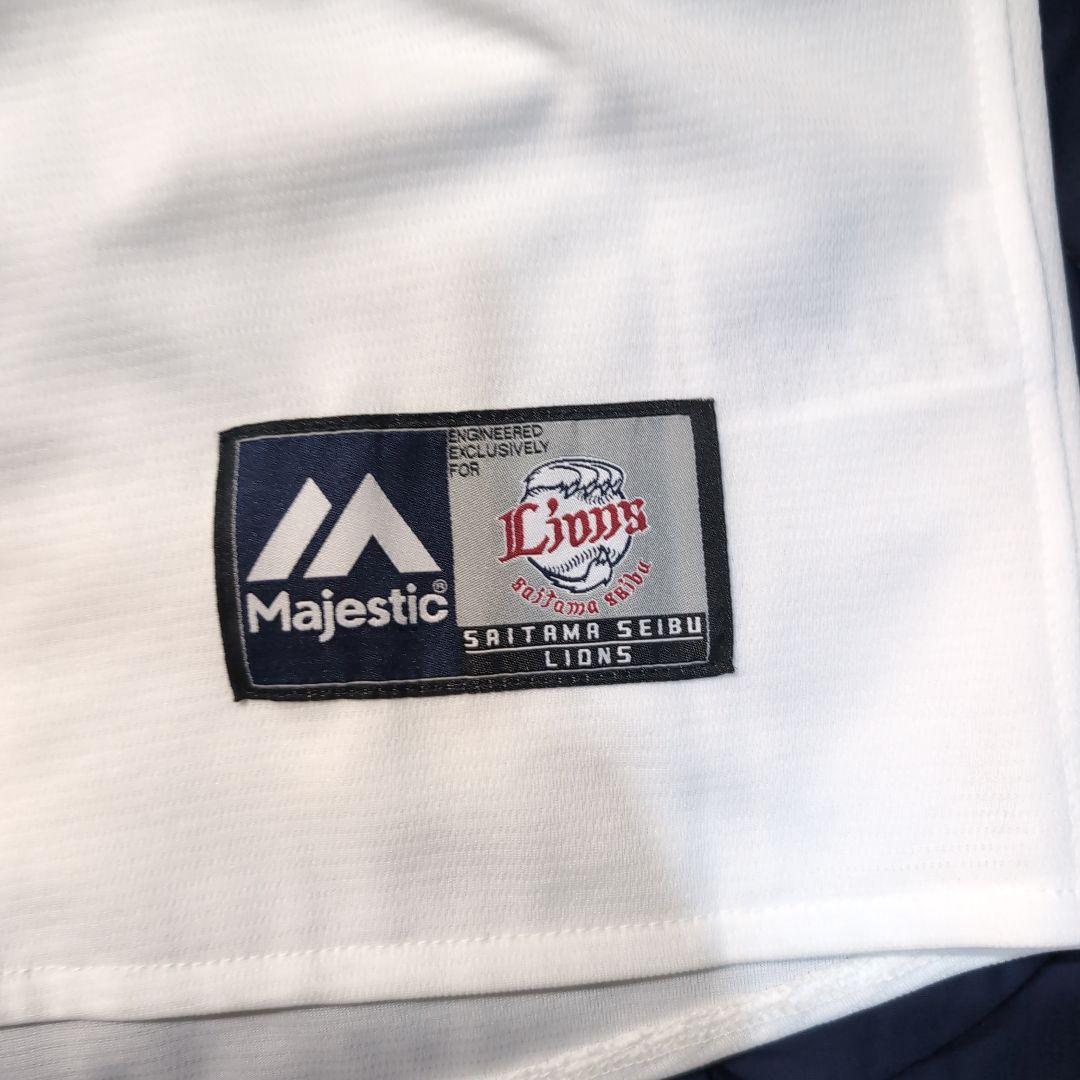 ENGINEERED
EXCLUSIVELY
FOR
Majestic®
Lions
saitama seibu
SAITAMA SEIBU
LIONS